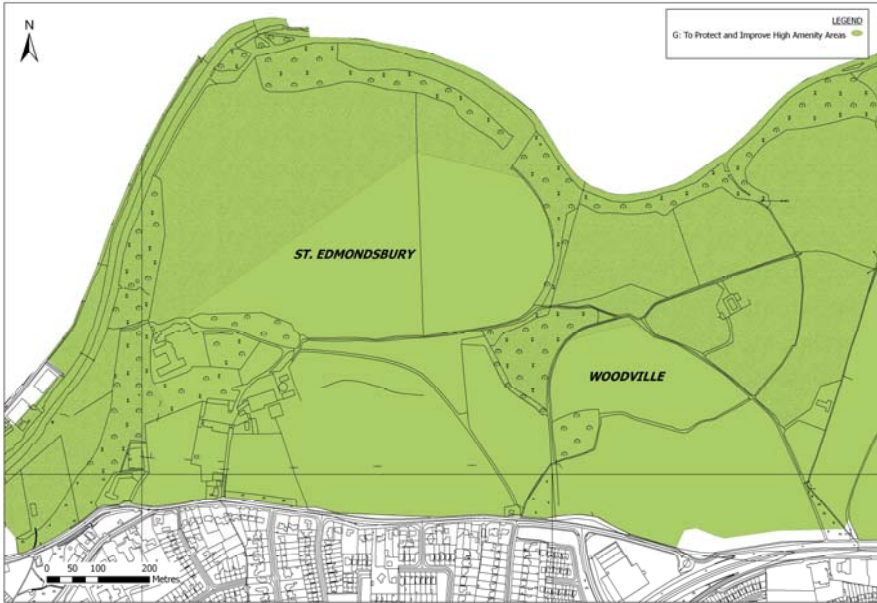 N
LEGEND
G: To Protect and Improve High Amenity Areas
ST. EDMONDSBURY
WOODVILLE
0 50 100 200
Metres